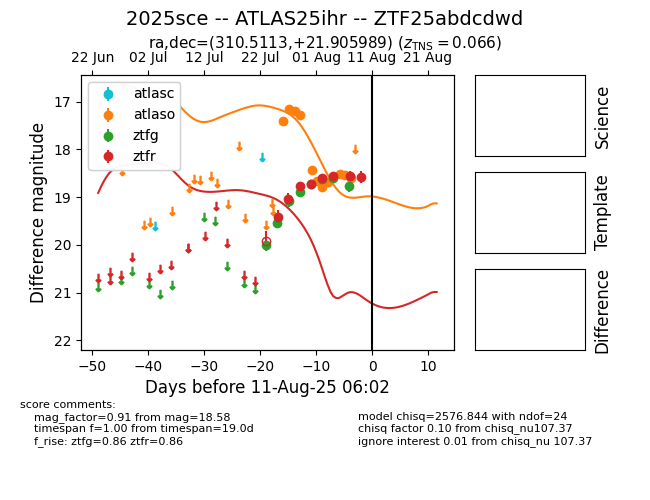 2025sce -- ATLAS25ihr -- ZTF25abdcdwd
ra,dec=(310.5113,+21.905989) (z_TNS = 0.066)
22 Jun 02 Jul 12 Jul 22 Jul 01 Aug 11 Aug 21 Aug
atlasc
atlaso
ztfg
ztfr
17
18
19
20
21
22
Difference magnitude
−50 −40 −30 −20 −10 0 10
Days before 11-Aug-25 06:02
Science
Template
Difference
score comments:
mag_factor=0.91 from mag=18.58
timespan f=1.00 from timespan=19.0d
f_rise: ztfg=0.86 ztfr=0.86
model chisq=2576.844 with ndof=24
chisq factor 0.10 from chisq_nu107.37
ignore interest 0.01 from chisq_nu 107.37